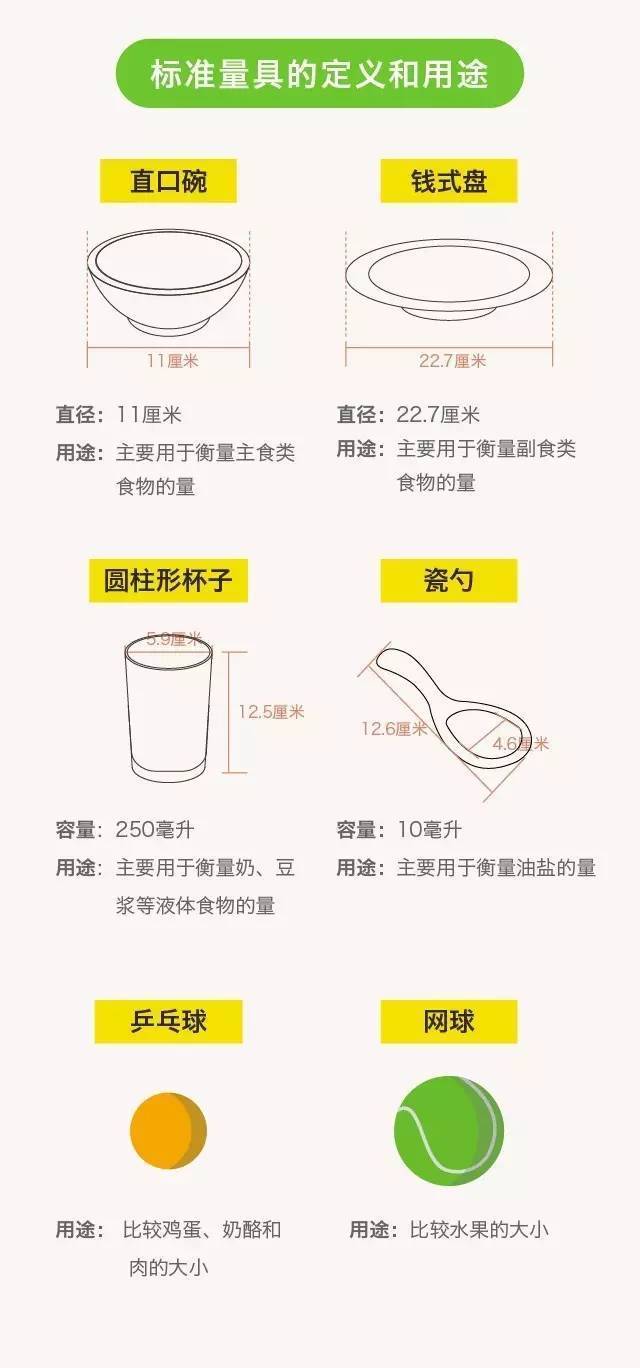 标准量具的定义和用途
直口碗
11厘米
直径：11厘米
用途：主要用于衡量主食类
食物的量
钱式盘
22.7厘米
直径：22.7厘米
用途：主要用于衡量副食类
食物的量
圆柱形杯子
5.9厘米
12.5厘米
容量：250毫升
用途：主要用于衡量奶、豆
浆等液体食物的量
瓷勺
12.6厘米
4.6厘米
容量：10毫升
用途：主要用于衡量油盐的量
乒乓球
用途：比较鸡蛋、奶酪和
肉的大小
网球
用途：比较水果的大小